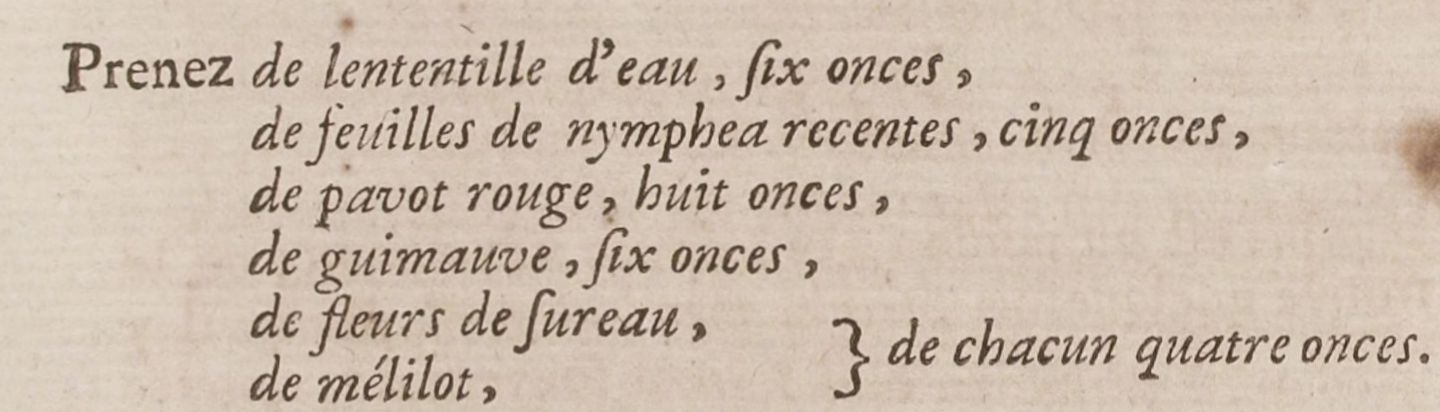 Prenez de lententille d'eau, ſix onces,
de feuilles de nymphea recentes, cinq onces,
de pavot rouge, huit onces,
de guimauve, ſix onces,
de fleurs de ſureau,
de mélilot, } de chacun quatre onces.